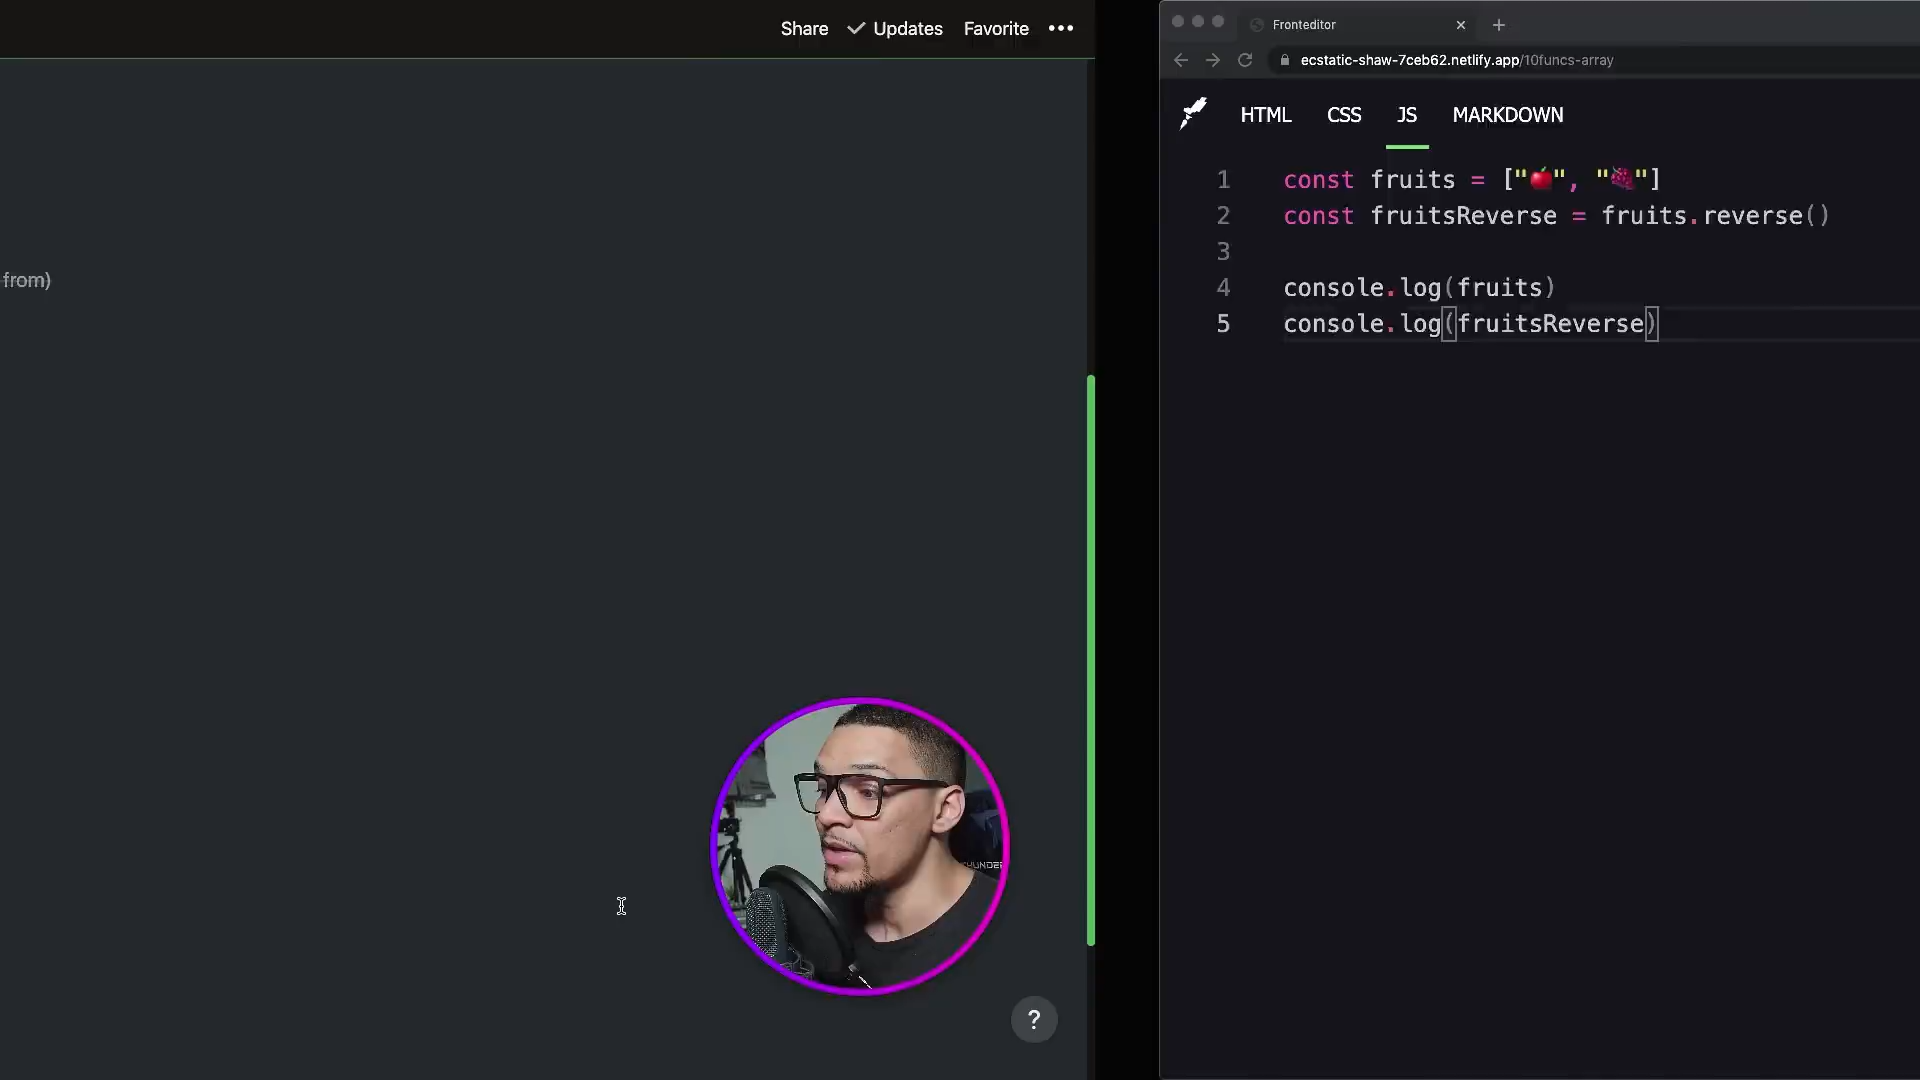 Share Updates Favorite
from)
?
Fronteditor
ecstatic-shaw-7ceb62.netlify.app/10funcs-array
HTML CSS JS MARKDOWN
1 const fruits = ["🍎", "🍇"]
2 const fruitsReverse = fruits.reverse()
3
4 console.log(fruits)
5 console.log(fruitsReverse)